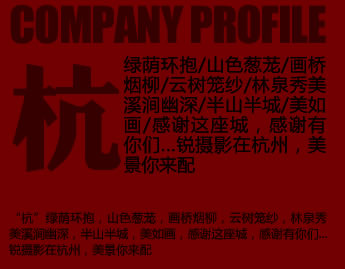 COMPANY PROFILE
杭
绿荫环抱/山色葱茏/画桥
烟柳/云树笼纱/林泉秀美
溪涧幽深/半山半城/美如
画/感谢这座城，感谢有
你们...锐摄影在杭州，美
景你来配
“杭”绿荫环抱，山色葱茏，画桥烟柳，云树笼纱，林泉秀
美溪涧幽深，半山半城，美如画，感谢这座城，感谢有你们...
锐摄影在杭州，美景你来配